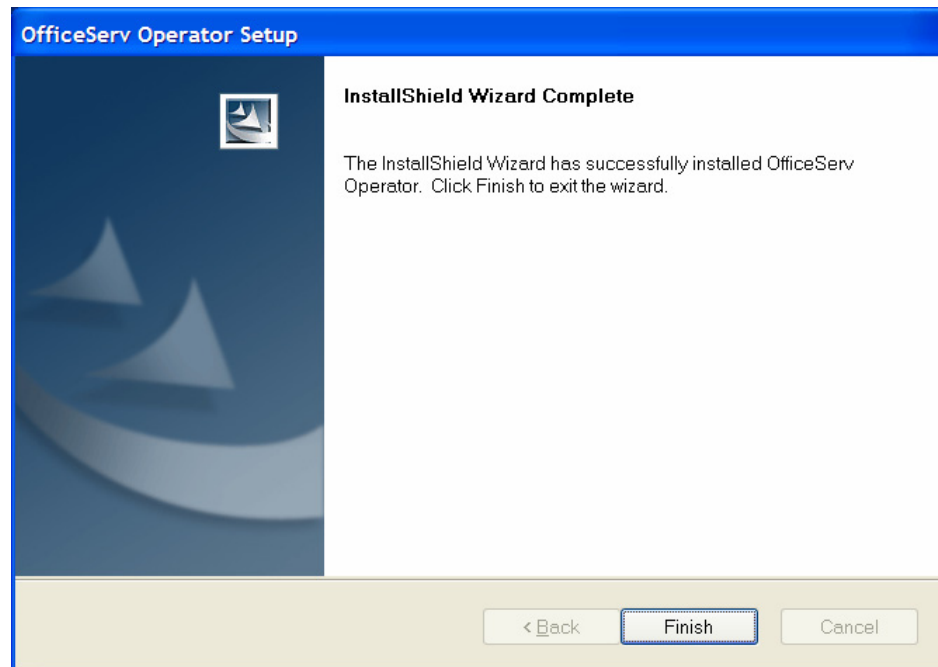 OfficeServ Operator Setup
InstallShield Wizard Complete
The InstallShield Wizard has successfully installed OfficeServ
Operator. Click Finish to exit the wizard.
< Back Finish Cancel